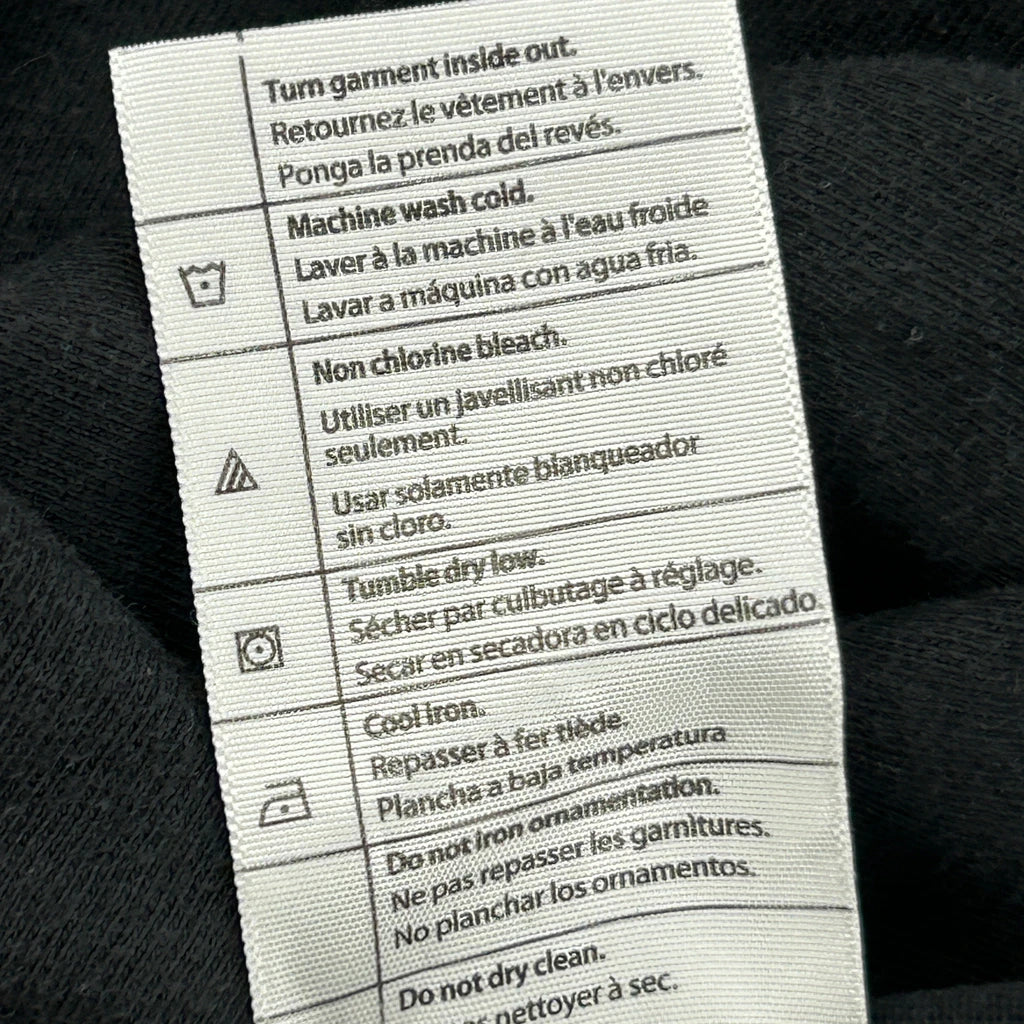 Turn garment inside out.
Retournez le vêtement à l'envers.
Ponga la prenda del revés.
Machine wash cold.
Laver à la machine à l'eau froide
Lavar a máquina con agua fria.
Non chlorine bleach.
Utiliser un javellisant non chloré
seulement.
Usar solamente blanqueador
sin cloro.
Tumble dry low.
Sécher par culbutage à réglage.
Secar en secadora en ciclo delicado.
Cool iron.
Repasser à fer tiède.
Plancha a baja temperatura
Do not iron ornamentation.
Ne pas repasser les garnitures.
No planchar los ornamentos.
Do not dry clean.
nettoyer à sec.